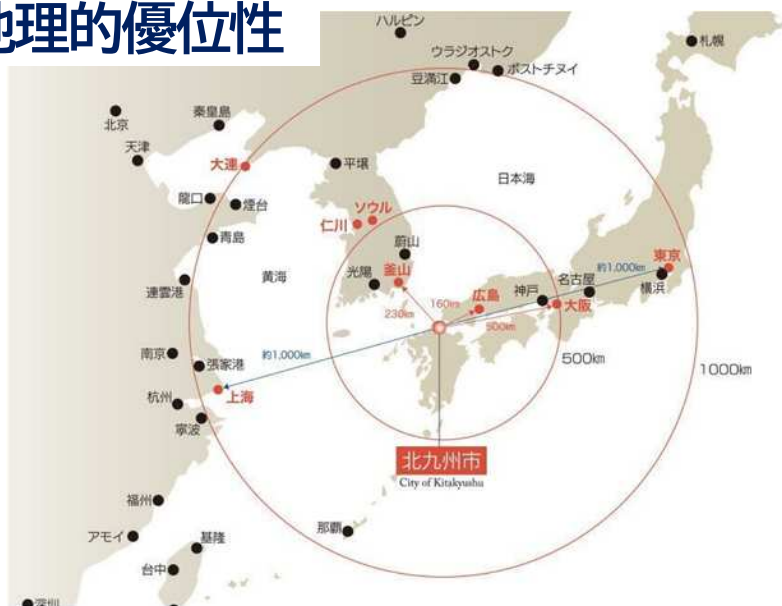 地理的優位性
ハルビン
札幌
ウラジオストク
ボストチヌイ
豆満江
北京
秦皇島
天津
大連
平壌
日本海
龍口
煙台
ソウル
仁川
青島
蔚山
黄海
光陽
釜山
東京
約1,000km
名古屋
横浜
連雲港
広島
神戸
大阪
160km
230km
500km
南京
張家港
約1,000km
500km
1000km
杭州
上海
寧波
北九州市
City of Kitakyushu
福州
那覇
アモイ
基隆
台中
深圳